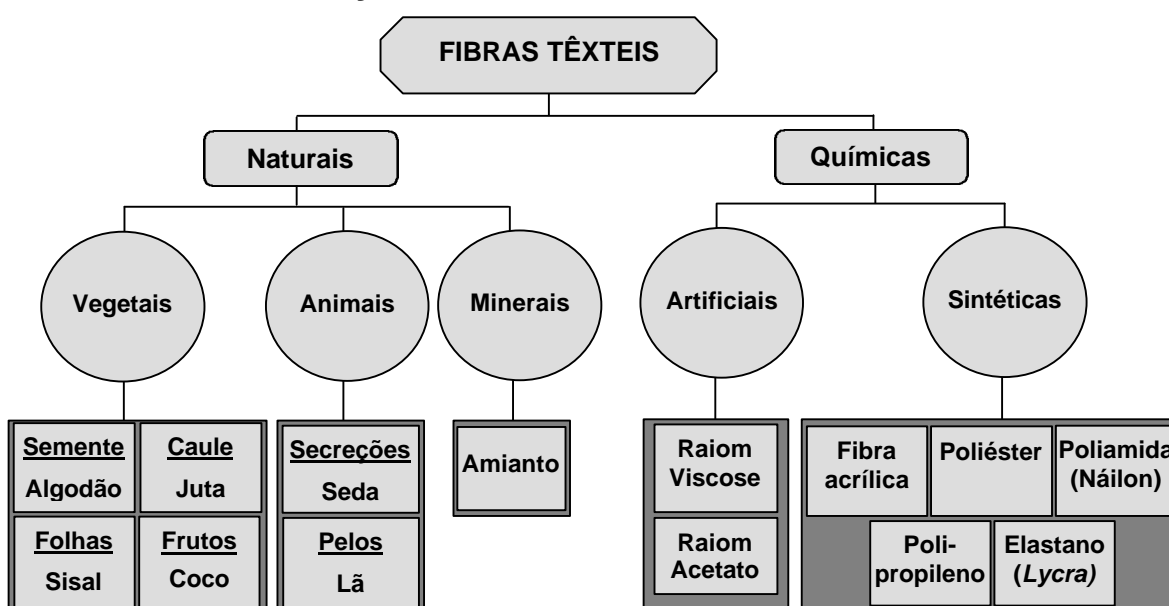 FIBRAS TÊXTEIS
Naturais
Químicas
Vegetais
Animais
Minerais
Artificiais
Sintéticas
Semente
Algodão
Caule
Juta
Folhas
Sisal
Frutos
Coco
Secreções
Seda
Pelos
Lã
Amianto
Raiom
Viscose
Raiom
Acetato
Fibra
acrílica
Poliéster
Poliamida
(Náilon)
Poli-
propileno
Elastano
(Lycra)